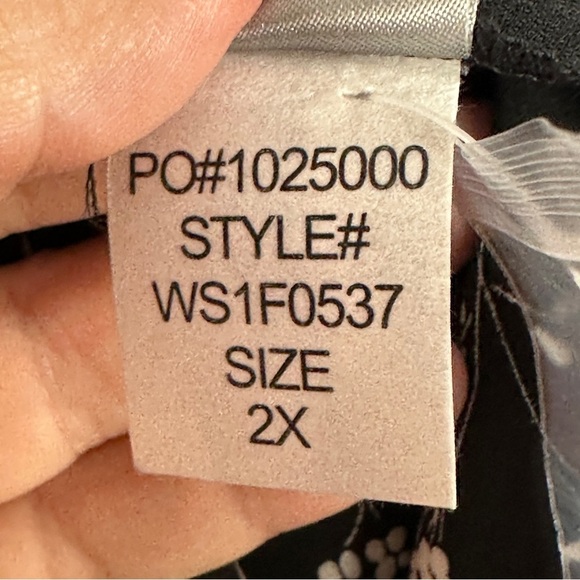 PO#1025000
STYLE#
WS1F0537
SIZE
2X